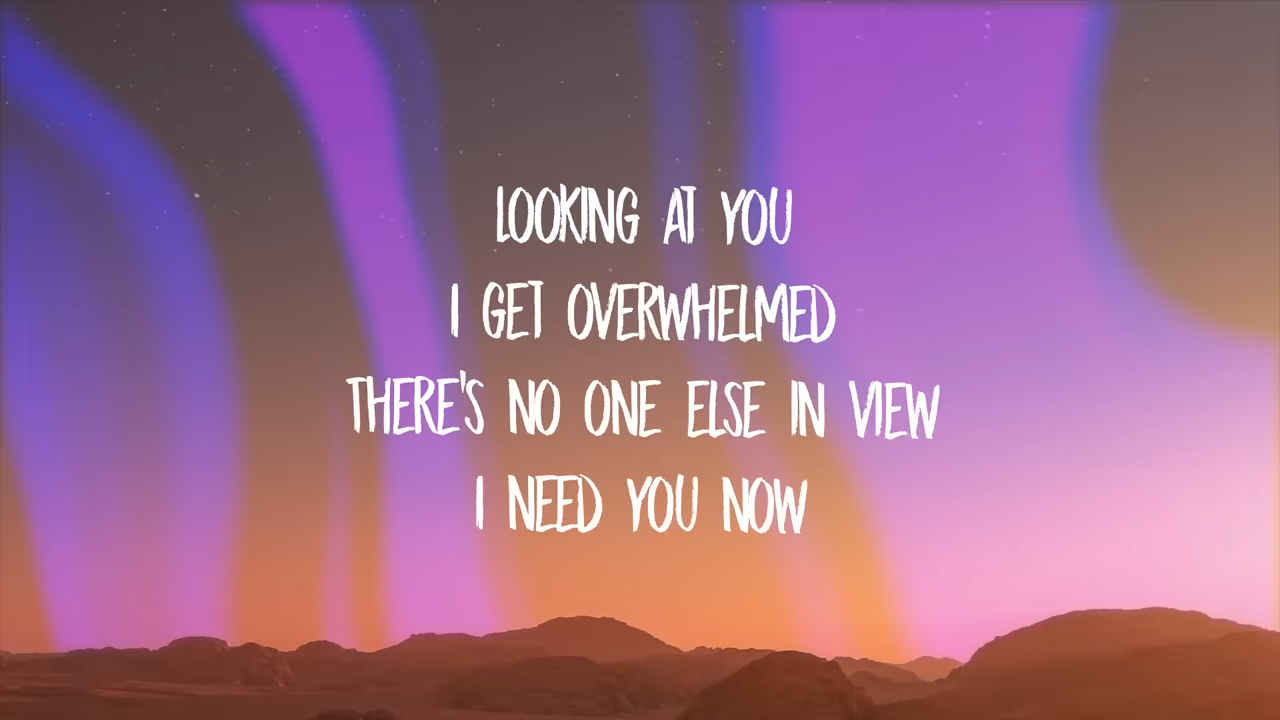 LOOKING AT YOU
I GET OVERWHELMED
THERE'S NO ONE ELSE IN VIEW
I NEED YOU NOW